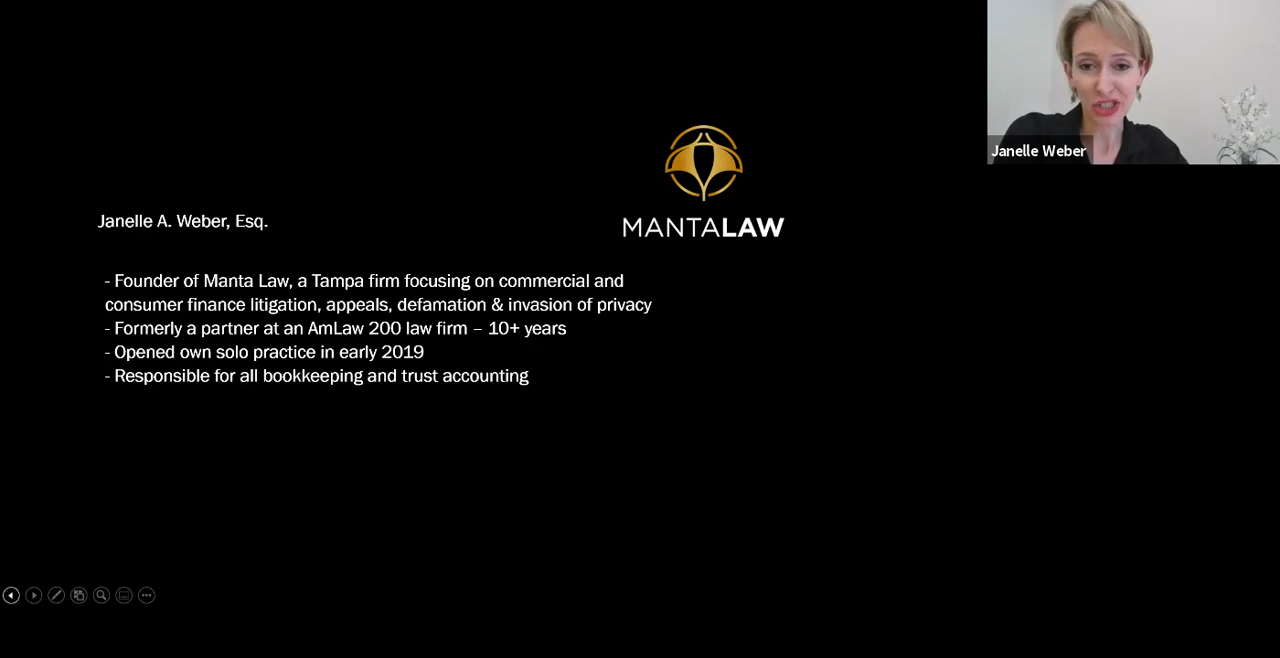 Janelle Weber
MANTALAW
Janelle A. Weber, Esq.
- Founder of Manta Law, a Tampa firm focusing on commercial and
consumer finance litigation, appeals, defamation & invasion of privacy
- Formerly a partner at an AmLaw 200 law firm – 10+ years
- Opened own solo practice in early 2019
- Responsible for all bookkeeping and trust accounting